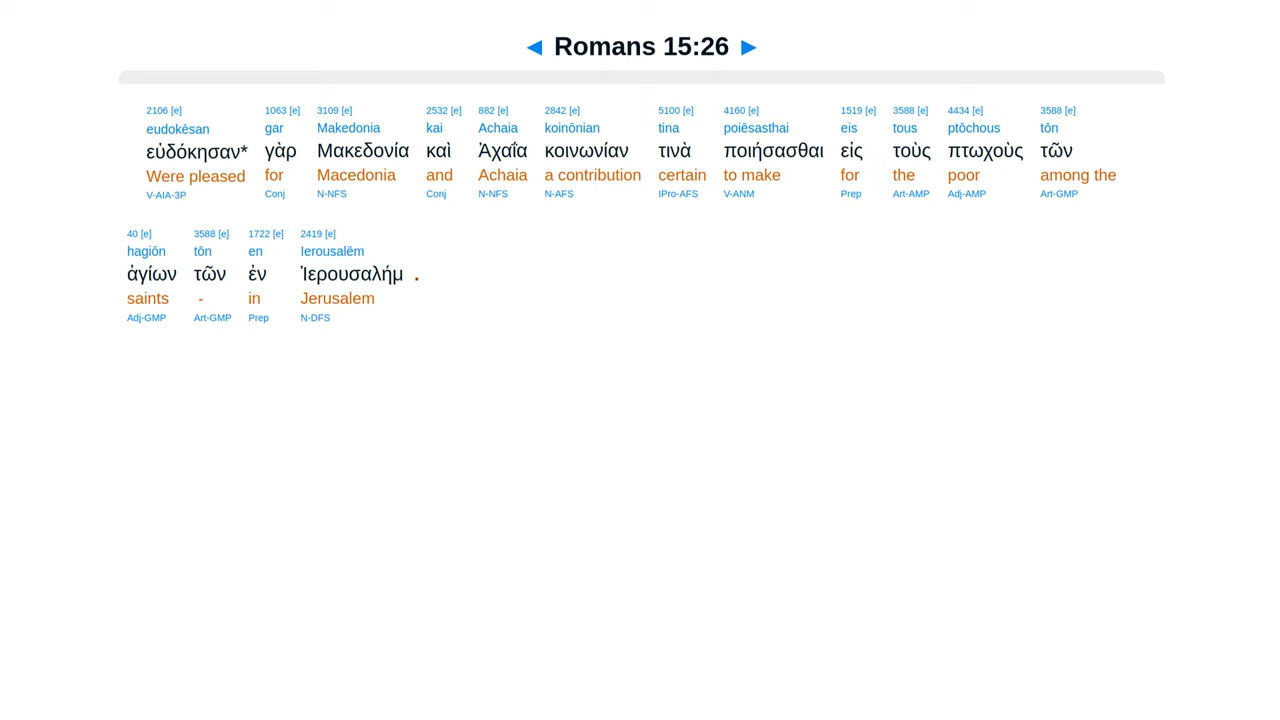 ◄ Romans 15:26 ►
2106 [e] 1063 [e] 3109 [e] 2532 [e] 882 [e] 2842 [e] 5100 [e] 4160 [e] 1519 [e] 3588 [e] 4434 [e] 3588 [e]
eudokēsan gar Makedonia kai Achaia koinōnian tina poiēsasthai eis tous ptōchous tōn
εὐδόκησαν* γὰρ Μακεδονία καὶ Ἀχαΐα κοινωνίαν τινὰ ποιήσασθαι εἰς τοὺς πτωχοὺς τῶν
Were pleased for Macedonia and Achaia a contribution certain to make for the poor among the
V-AIA-3P Conj N-NFS Conj N-NFS N-AFS IPro-AFS V-ANM Prep Art-AMP Adj-AMP Art-GMP
40 [e] 3588 [e] 1722 [e] 2419 [e]
hagiōn tōn en Ierousalēm
ἁγίων τῶν ἐν Ἰερουσαλήμ .
saints - in Jerusalem
Adj-GMP Art-GMP Prep N-DFS